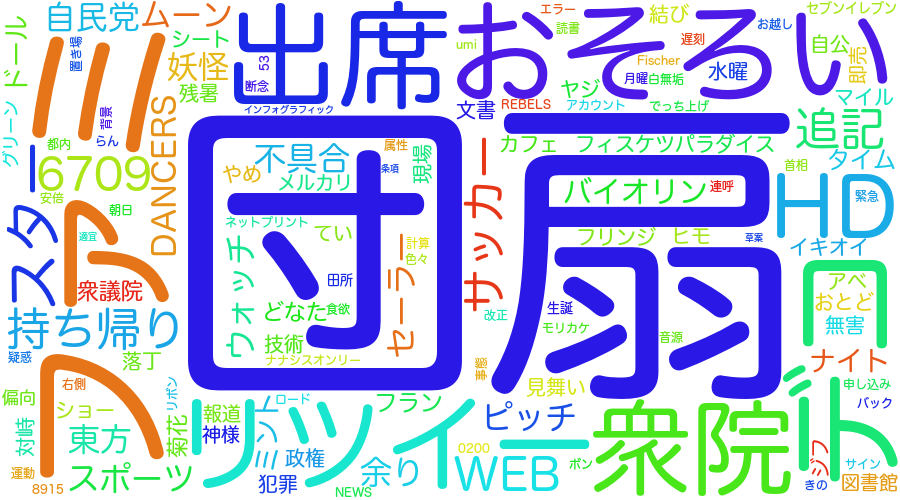 団扇
出席
おそろい
ミニ
自民党
ムーン
シート
妖怪
残暑
ドール
置き場
断念
53
インフォグラフィック
グリーン
都内
背景
らん
DANCERS
6709
安倍
朝日
適宜
スター
ファ
衆議院
持ち帰り
疑惑
落丁
偏向
右側
リボン
ショー
対峙
東方
菊花
運動
8915
スポーツ
不具合
属性
現場
やめ
メルカリ
条項
ネットプリント
てい
計算
色々
ウォッチ
セーラー
田所
どなた
食欲
技術
ナナシスオンリー
ロード
フラン
報道
神様
ミント
政権
犯罪
余り
NEWS
ツイート
umi
エラー
読書
結び
遅刻
お越し
セブンイレブン
自公
即売
Fischer
月曜
白無垢
水曜
ヤジ
文書
REBELS
アカウント
でっち上げ
マイル
追記
カフェ
フィスケツパラダイス
タイム
首相
サッカー
バイオリン
連呼
HD
緊急
フリンジ
ヒモ
草案
イキオイ
改正
生誕
モリカケ
音源
アベ
おとど
無害
事態
見舞い
ナイト
申し込み
バック
ピッチ
衆院
0200
WEB
ボン
ジブ
きの
サイン
図書館